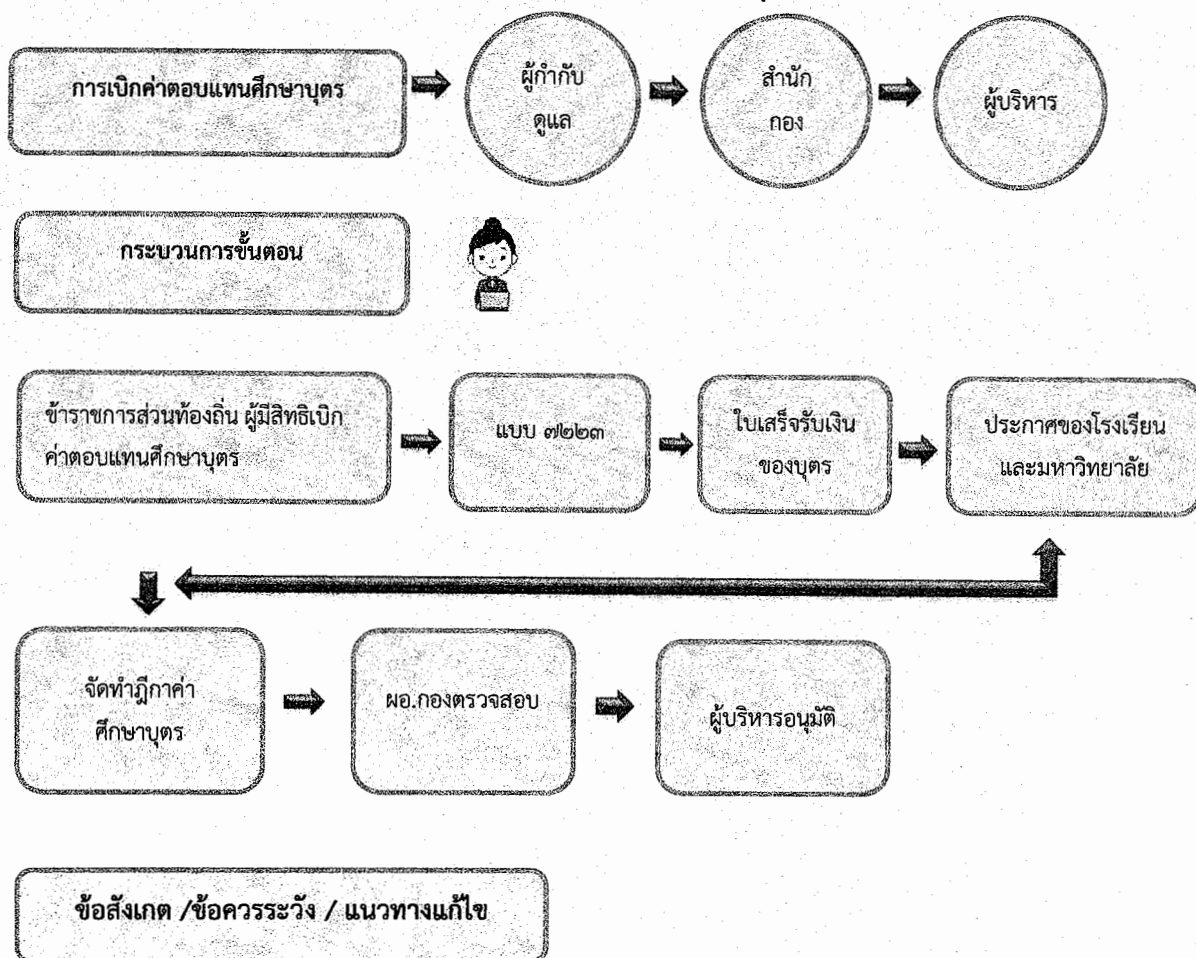 การเบิกค่าตอบแทนศึกษาบุตร
ผู้กำกับ
ดูแล
สำนัก
กอง
ผู้บริหาร
กระบวนการขั้นตอน
ข้าราชการส่วนท้องถิ่น ผู้มีสิทธิเบิก
ค่าตอบแทนศึกษาบุตร
แบบ ๗๒๒๓
ใบเสร็จรับเงิน
ของบุตร
ประกาศของโรงเรียน
และมหาวิทยาลัย
จัดทำฎีกาค่า
ศึกษาบุตร
ผอ.กองตรวจสอบ
ผู้บริหารอนุมัติ
ข้อสังเกต /ข้อควรระวัง / แนวทางแก้ไข